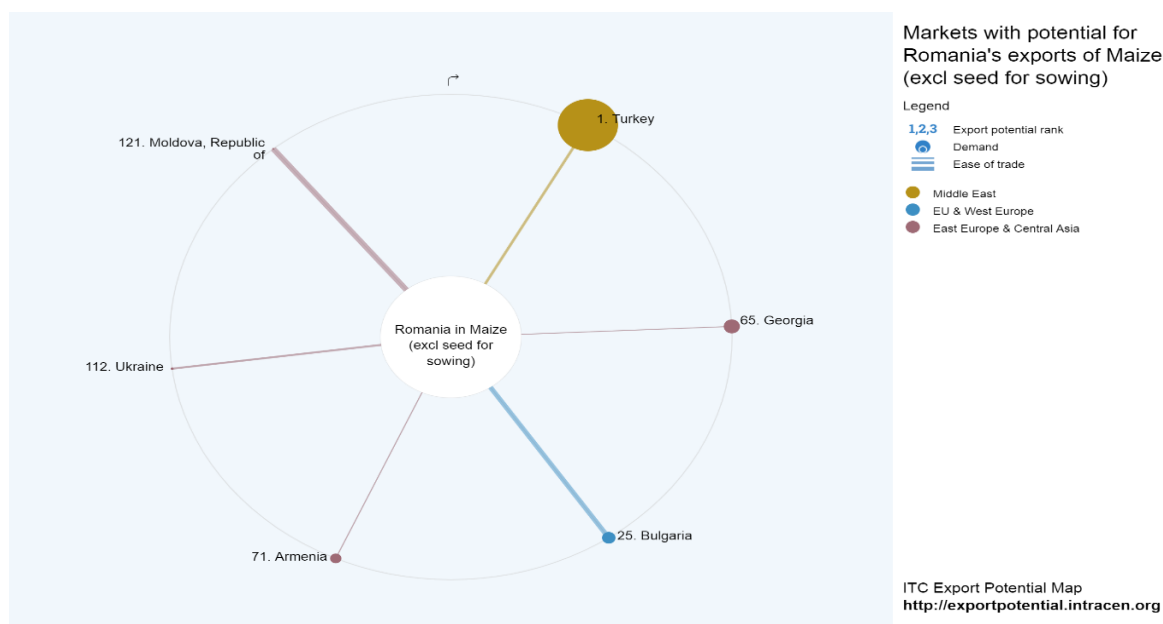 Markets with potential for
Romania's exports of Maize
(excl seed for sowing)
Legend
1,2,3 Export potential rank
Demand
Ease of trade
Middle East
EU & West Europe
East Europe & Central Asia
1. Turkey
121. Moldova, Republic
of
65. Georgia
Romania in Maize
(excl seed for
sowing)
112. Ukraine
25. Bulgaria
71. Armenia
ITC Export Potential Map
http://exportpotential.intracen.org